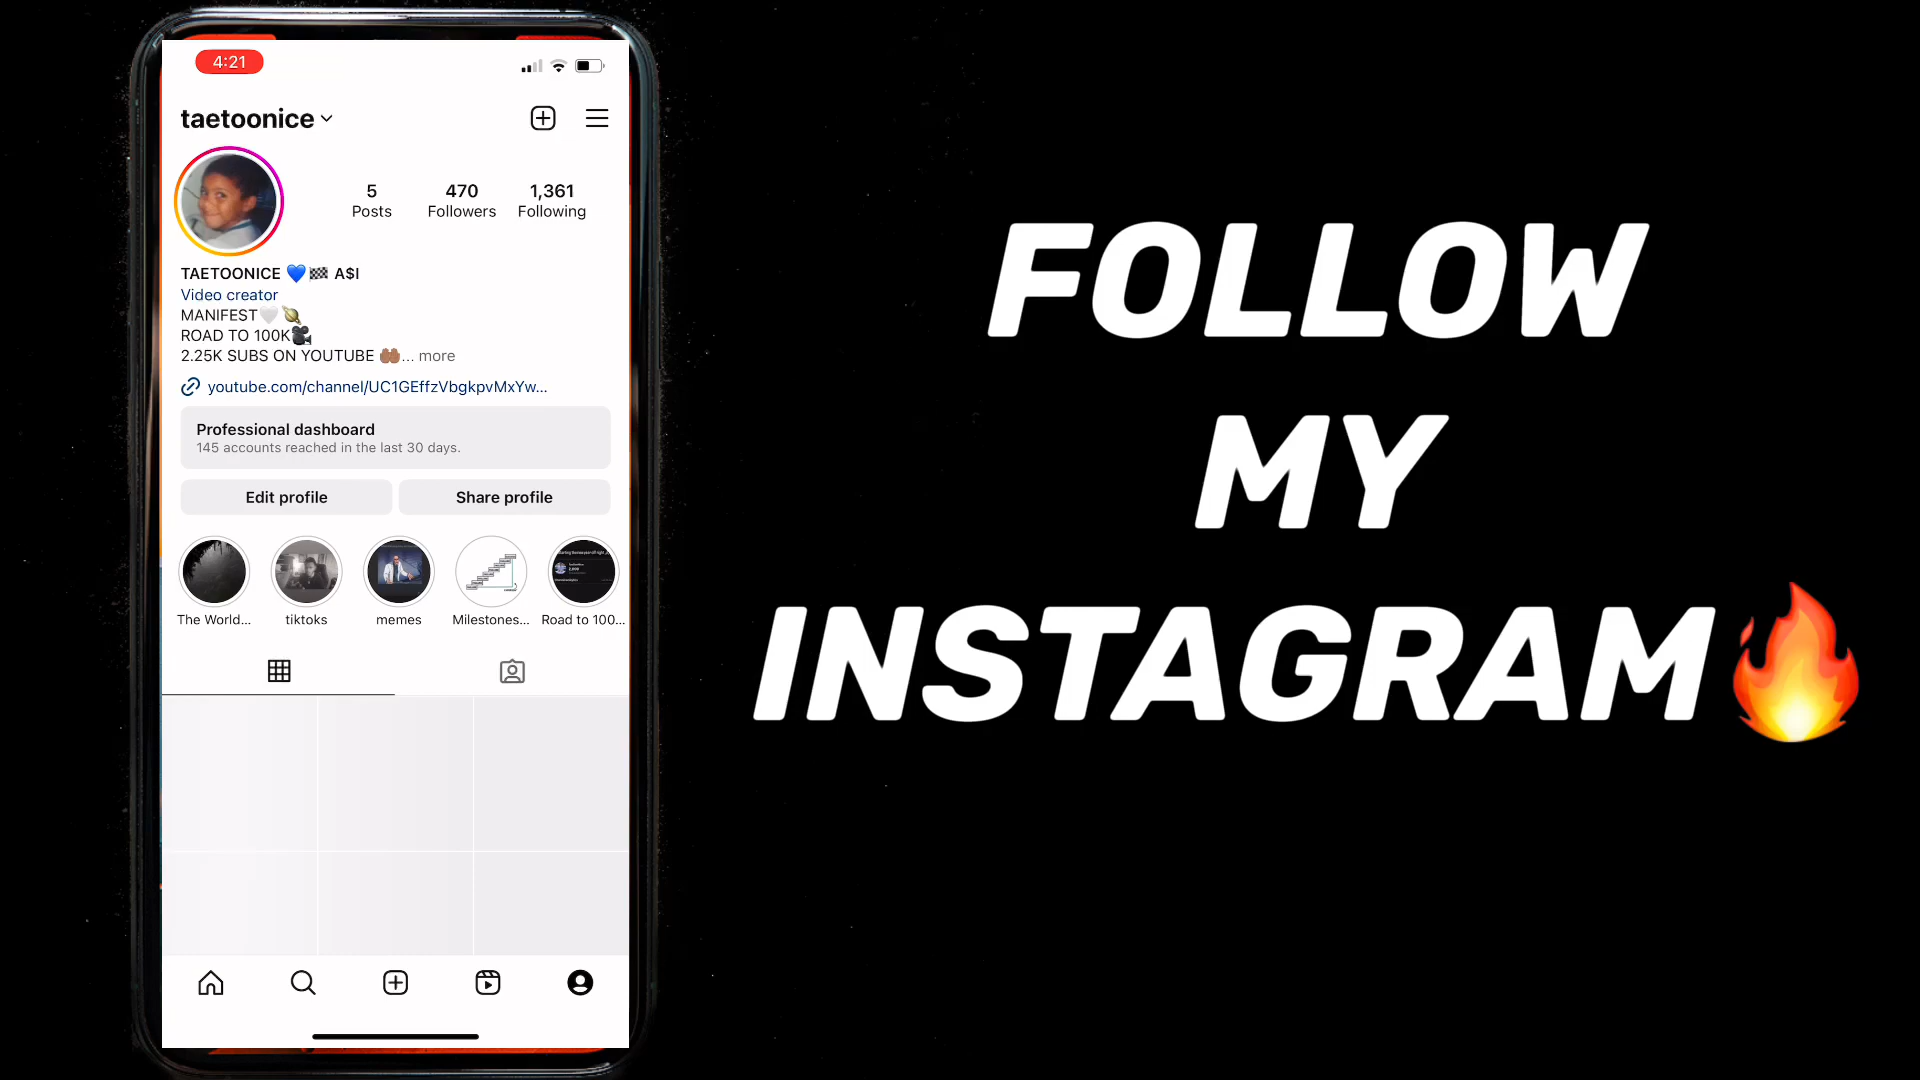 4:21
taetoonice
5 470 1,361
Posts Followers Following
TAETOONICE 💙🏁 A$I
Video creator
MANIFEST🤍🪐
ROAD TO 100K🎥
2.25K SUBS ON YOUTUBE 🤲🏽... more
youtube.com/channel/UC1GEffzVbgkpvMxYw...
Professional dashboard
145 accounts reached in the last 30 days.
Edit profile Share profile
The World... tiktoks memes Milestones... Road to 100...
FOLLOW
MY
INSTAGRAM🔥